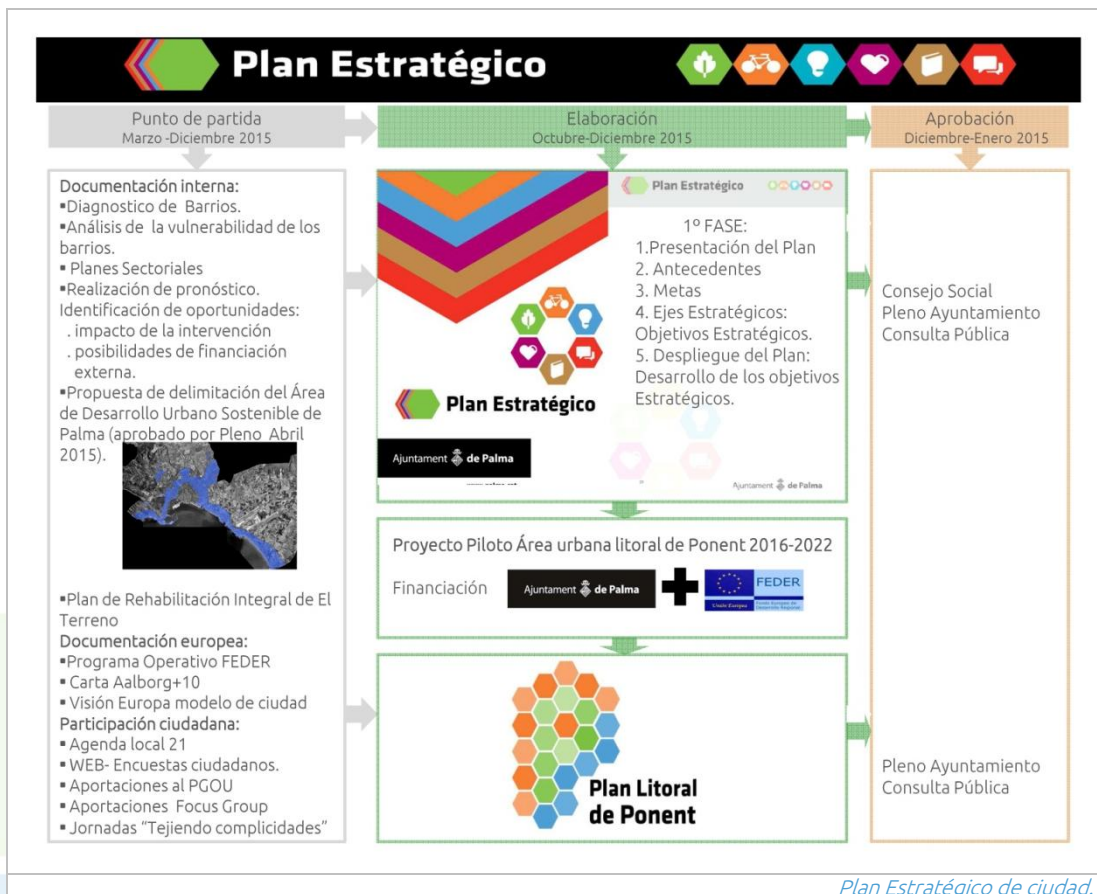 Plan Estratégico
Punto de partida
Marzo -Diciembre 2015
Elaboración
Octubre-Diciembre 2015
Aprobación
Diciembre-Enero 2015
Documentación interna:
▪Diagnostico de Barrios.
▪Análisis de la vulnerabilidad de los
barrios.
▪ Planes Sectoriales
▪Realización de pronóstico.
Identificación de oportunidades:
. impacto de la intervención
. posibilidades de financiación
externa.
▪Propuesta de delimitación del Área
de Desarrollo Urbano Sostenible de
Palma (aprobado por Pleno Abril
2015).
▪Plan de Rehabilitación Integral de El
Terreno
Documentación europea:
▪Programa Operativo FEDER
▪ Carta Aalborg+10
▪ Visión Europa modelo de ciudad
Participación ciudadana:
▪ Agenda local 21
▪ WEB- Encuestas ciudadanos.
▪ Aportaciones al PGOU
▪ Aportaciones Focus Group
▪ Jornadas “Tejiendo complicidades”
Plan Estratégico
Ajuntament de Palma
Plan Estratégico
1º FASE:
1.Presentación del Plan
2. Antecedentes
3. Metas
4. Ejes Estratégicos:
Objetivos Estratégicos.
5. Despliegue del Plan:
Desarrollo de los objetivos
Estratégicos.
Ajuntament de Palma
Proyecto Piloto Área urbana litoral de Ponent 2016-2022
Financiación
Ajuntament de Palma
FEDER
Unión Europea
Fondo Europeo de
Desarrollo Regional
Plan Litoral
de Ponent
Consejo Social
Pleno Ayuntamiento
Consulta Pública
Pleno Ayuntamiento
Consulta Pública
Plan Estratégico de ciudad.